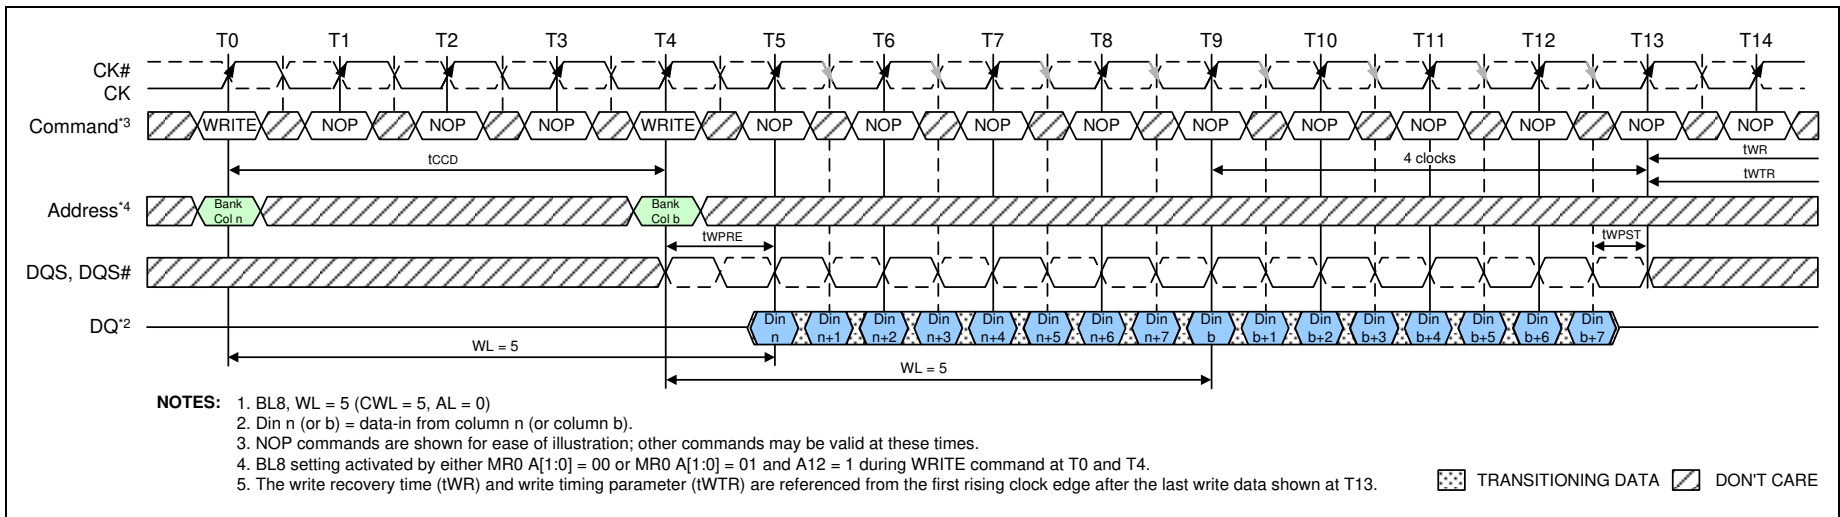 T0 T1 T2 T3 T4 T5 T6 T7 T8 T9 T10 T11 T12 T13 T14
CK#
CK
Command*3 WRITE NOP NOP NOP WRITE NOP NOP NOP NOP NOP NOP NOP NOP NOP NOP
tCCD 4 clocks tWR
tWTR
Address*4 Bank Col n Bank Col b
tWPRE tWPST
DQS, DQS#
DQ*2 Din n Din n+1 Din n+2 Din n+3 Din n+4 Din n+5 Din n+6 Din n+7 Din b Din b+1 Din b+2 Din b+3 Din b+4 Din b+5 Din b+6 Din b+7
WL = 5
WL = 5
NOTES: 1. BL8, WL = 5 (CWL = 5, AL = 0)
2. Din n (or b) = data-in from column n (or column b).
3. NOP commands are shown for ease of illustration; other commands may be valid at these times.
4. BL8 setting activated by either MR0 A[1:0] = 00 or MR0 A[1:0] = 01 and A12 = 1 during WRITE command at T0 and T4.
5. The write recovery time (tWR) and write timing parameter (tWTR) are referenced from the first rising clock edge after the last write data shown at T13.
TRANSITIONING DATA DON'T CARE